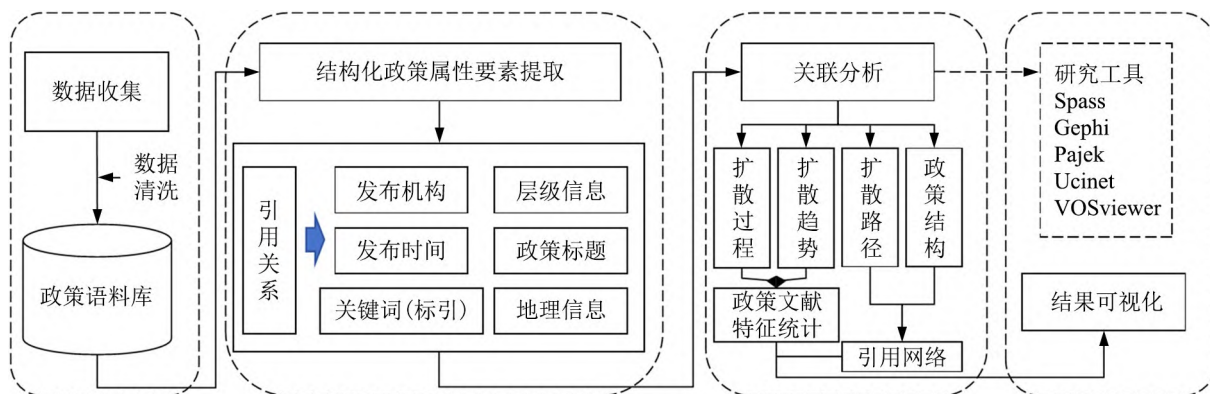 数据收集
数据
清洗
政策语料库
结构化政策属性要素提取
引用关系
发布机构
层级信息
发布时间
政策标题
关键词(标引)
地理信息
关联分析
扩散过程
扩散趋势
扩散路径
政策结构
政策文献
特征统计
引用网络
研究工具
Spass
Gephi
Pajek
Ucinet
VOSviewer
结果可视化